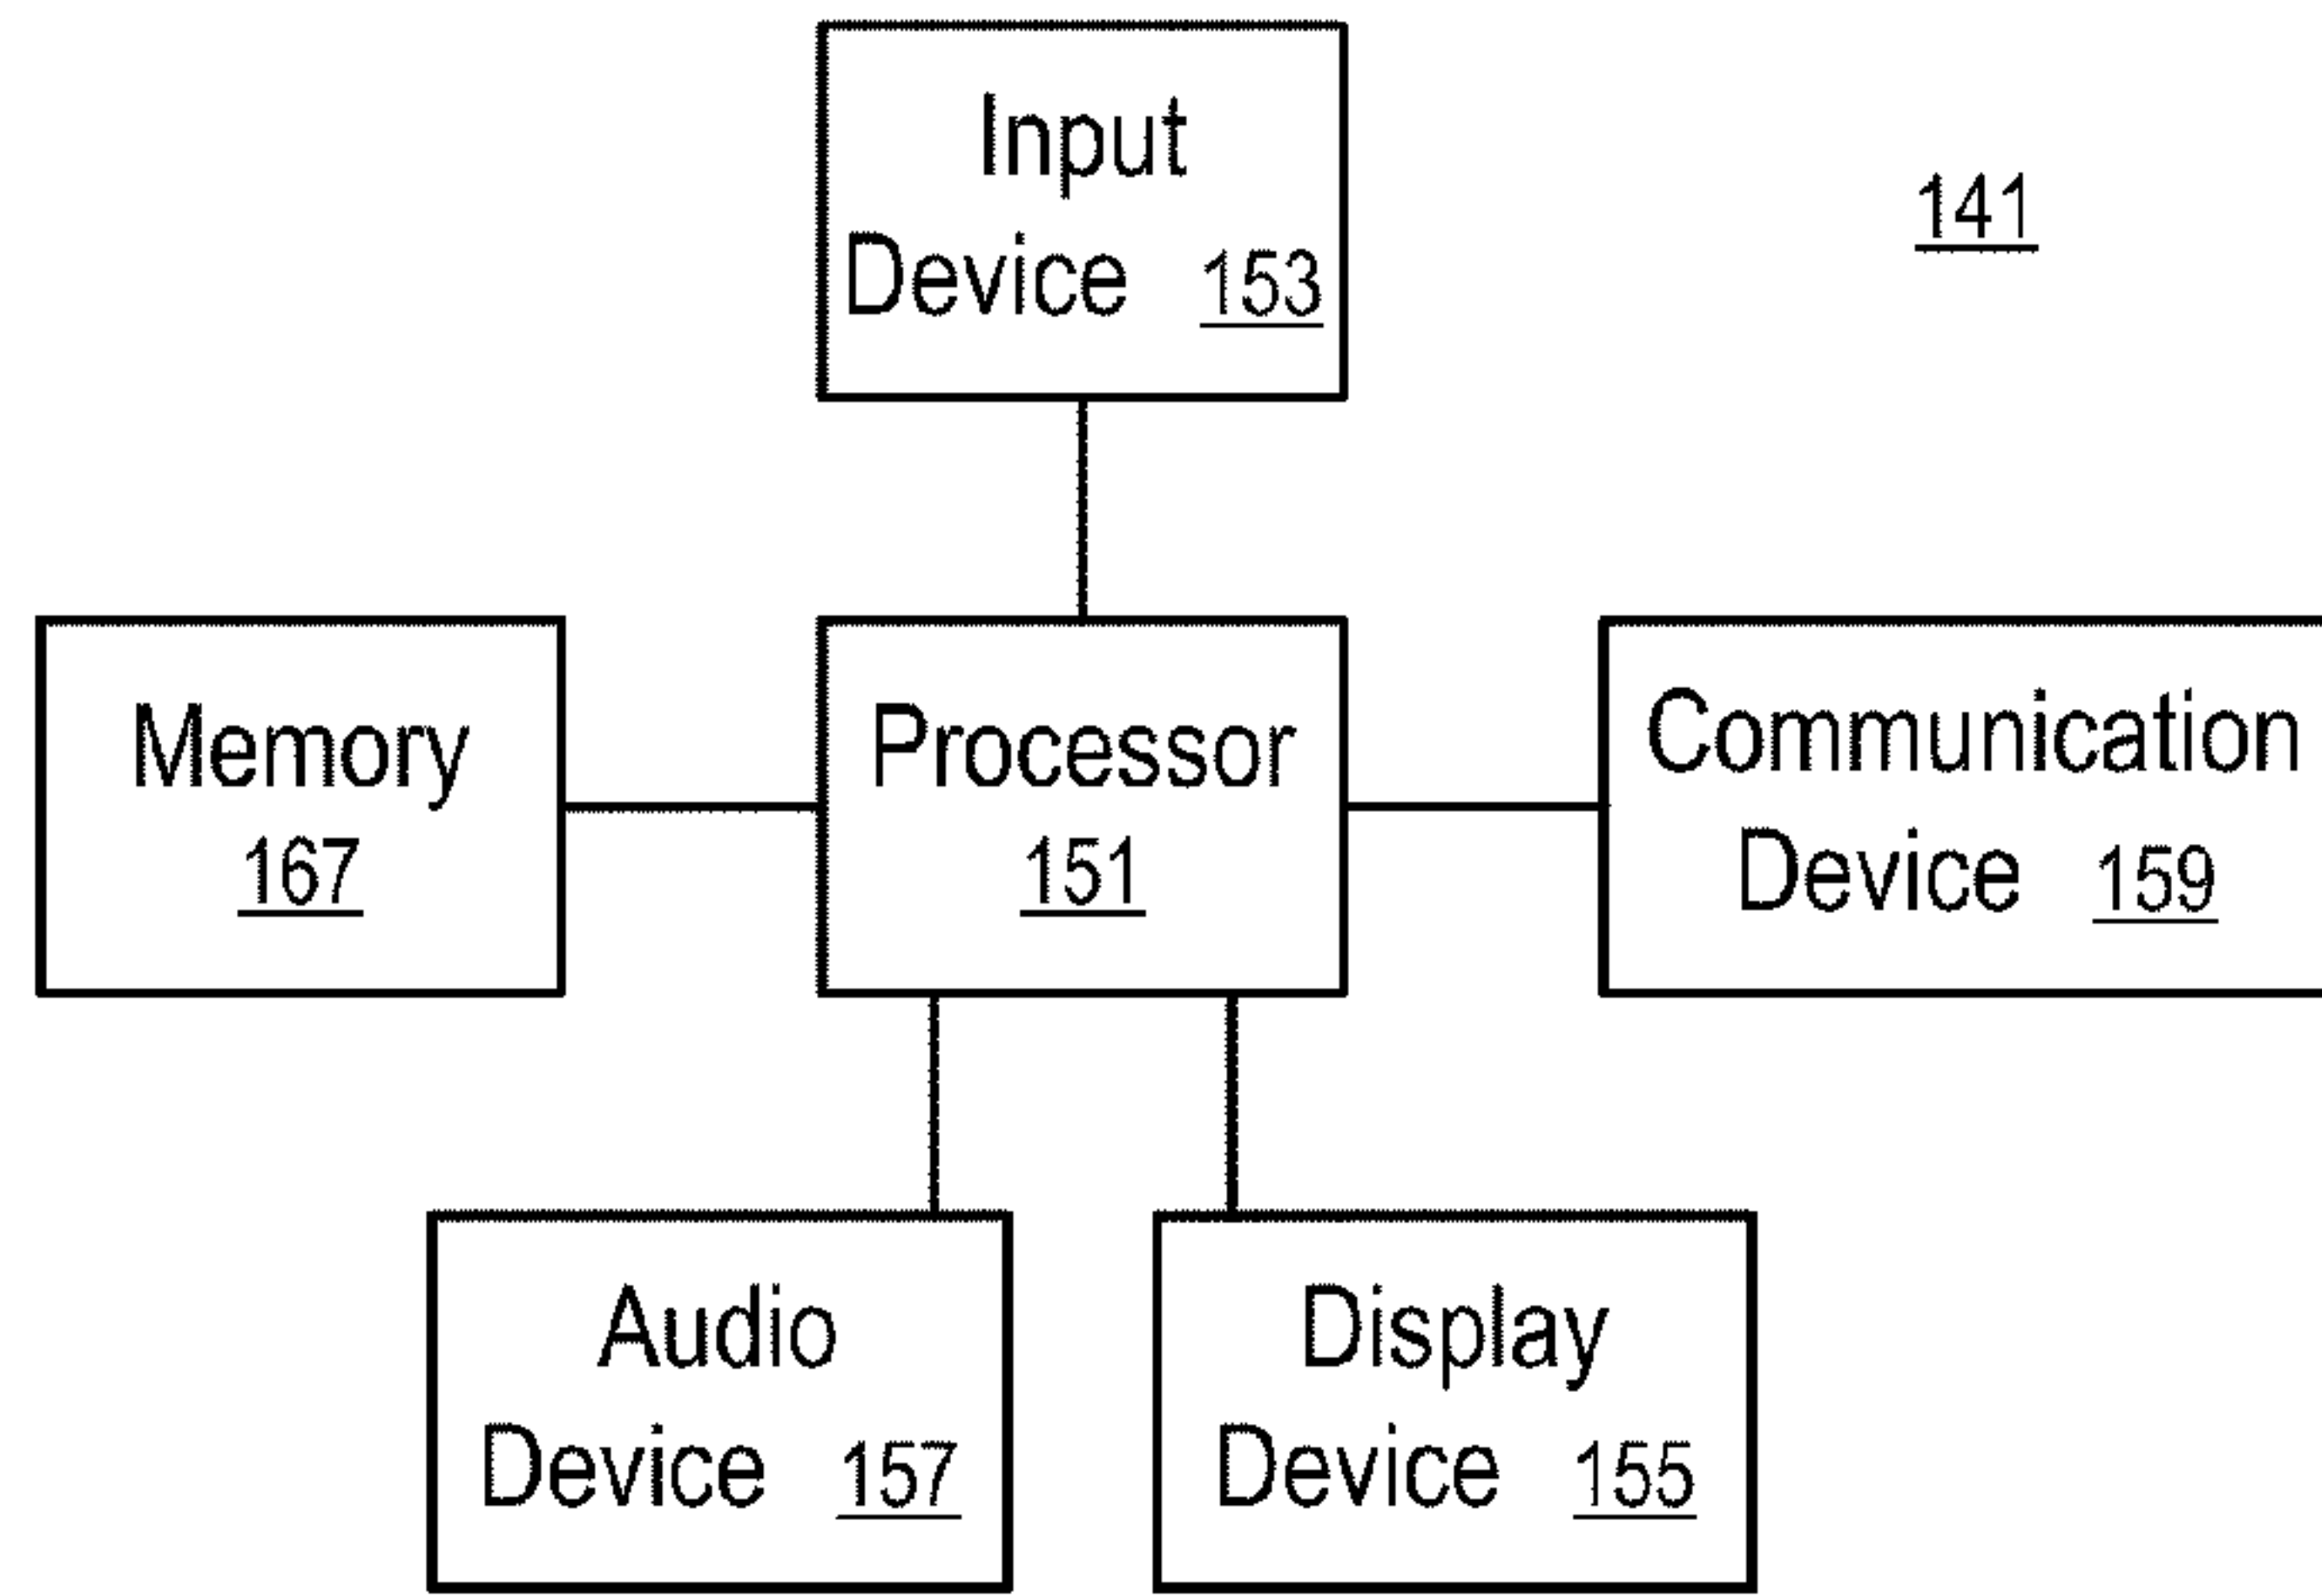 Input
Device 153
141
Memory
167
Processor
151
Communication
Device 159
Audio
Device 157
Display
Device 155